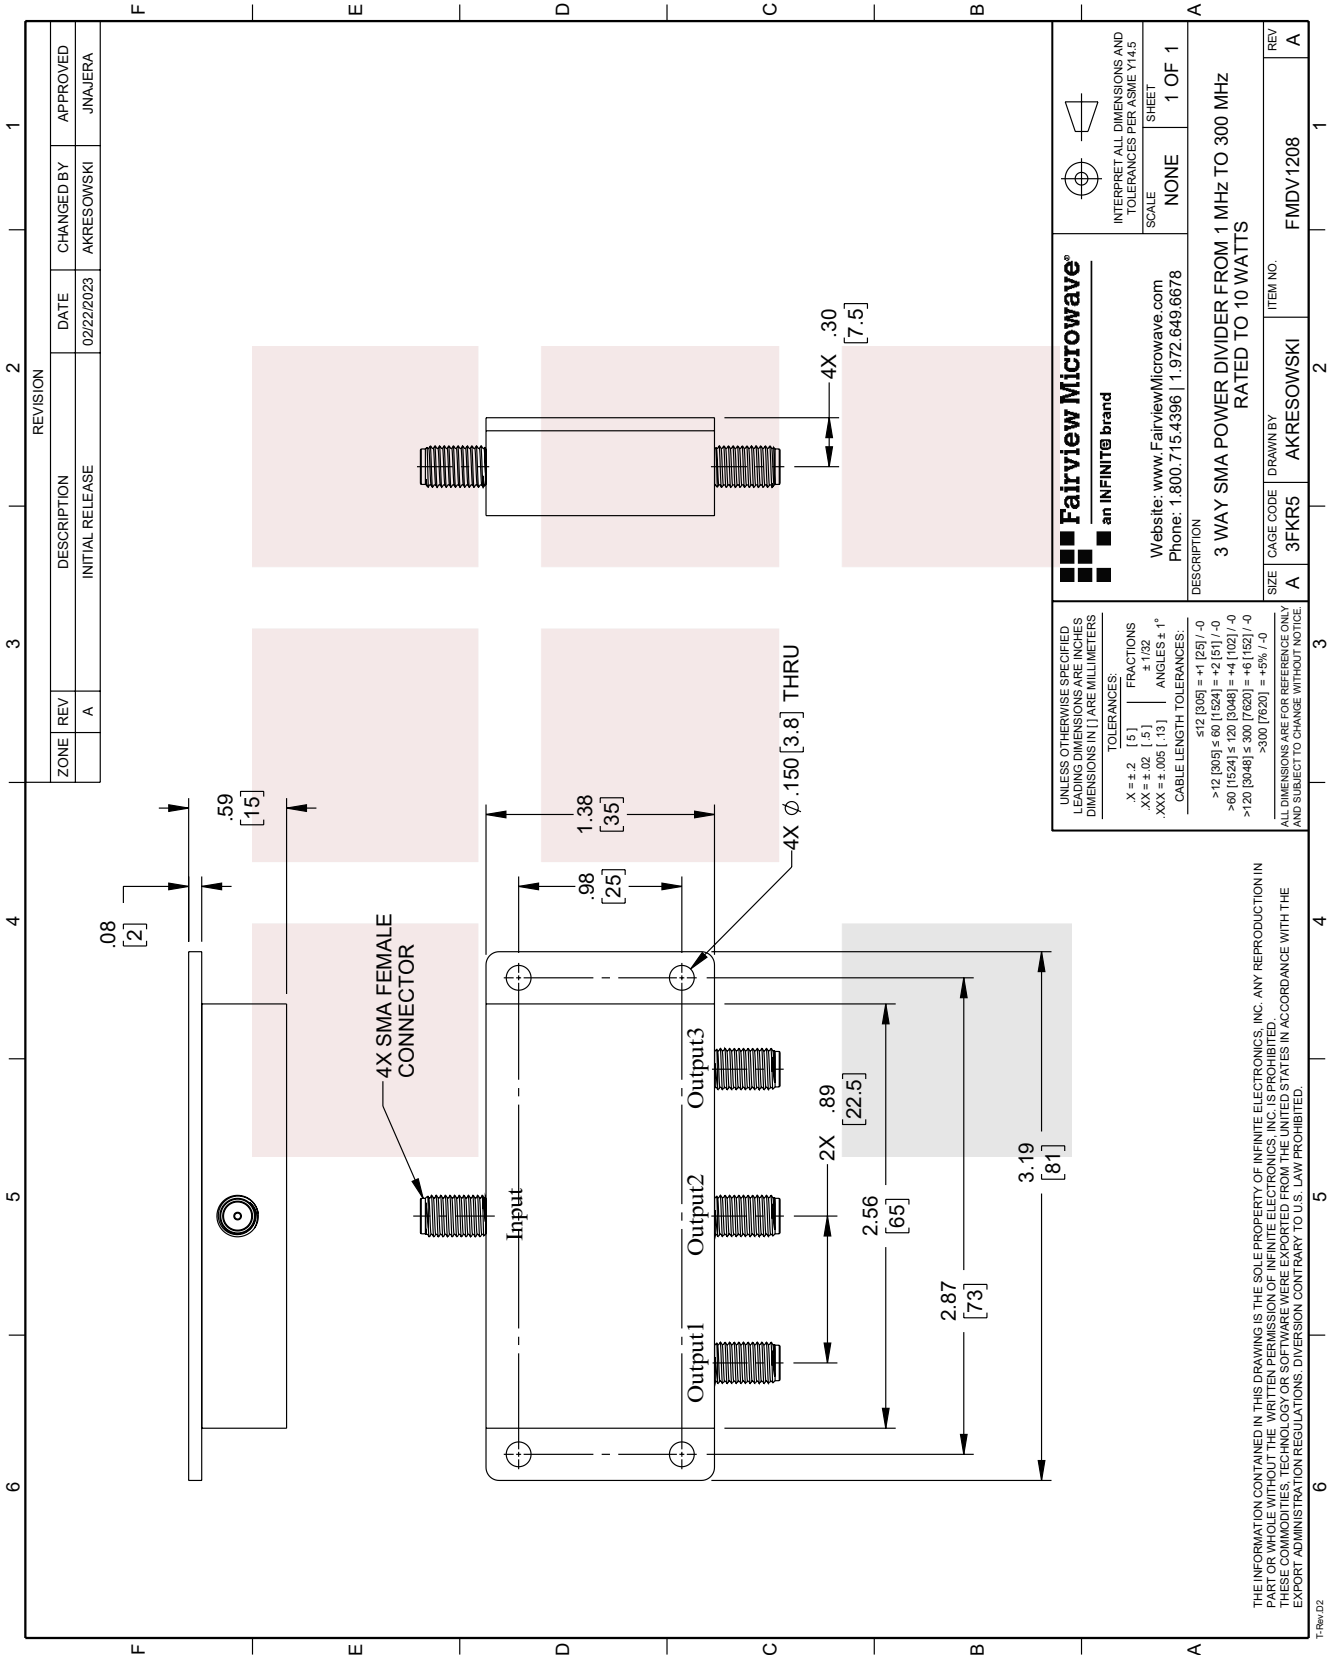 6
5
4
3
2
1
F
E
D
C
B
A
REVISION
ZONE REV DESCRIPTION DATE CHANGED BY APPROVED
A INITIAL RELEASE 02/22/2023 AKRESOWSKI JNAJERA
.08
[2]
.59
[15]
4X SMA FEMALE
CONNECTOR
1.38
[35]
.98
[25]
4X Ø .150 [3.8] THRU
Input
Output1
Output2
Output3
2X .89
[22.5]
2.56
[65]
2.87
[73]
3.19
[81]
4X .30
[7.5]
UNLESS OTHERWISE SPECIFIED
LEADING DIMENSIONS ARE INCHES
DIMENSIONS IN [ ] ARE MILLIMETERS
TOLERANCES:
.X = ± .2 [ 5 ] FRACTIONS
.XX = ± .02 [ .5 ] ± 1/32
.XXX = ± .005 [ .13 ] ANGLES ± 1°
CABLE LENGTH TOLERANCES:
≤12 [305] = +1 [25] / -0
>12 [305] ≤ 60 [1524] = +2 [51] / -0
>60 [1524] ≤ 120 [3048] = +4 [102] / -0
>120 [3048] ≤ 300 [7620] = +6 [152] / -0
>300 [7620] = +5% / -0
ALL DIMENSIONS ARE FOR REFERENCE ONLY
AND SUBJECT TO CHANGE WITHOUT NOTICE.
Fairview Microwave®
an INFINITE brand
Website: www.FairviewMicrowave.com
Phone: 1.800.715.4396 | 1.972.649.6678
INTERPRET ALL DIMENSIONS AND
TOLERANCES PER ASME Y14.5
SCALE
NONE
SHEET
1 OF 1
DESCRIPTION
3 WAY SMA POWER DIVIDER FROM 1 MHz TO 300 MHz
RATED TO 10 WATTS
SIZE
A
CAGE CODE
3FKR5
DRAWN BY
AKRESOWSKI
ITEM NO.
FMDV1208
REV
A
THE INFORMATION CONTAINED IN THIS DRAWING IS THE SOLE PROPERTY OF INFINITE ELECTRONICS, INC. ANY REPRODUCTION IN
PART OR WHOLE WITHOUT THE WRITTEN PERMISSION OF INFINITE ELECTRONICS, INC. IS PROHIBITED.
THESE COMMODITIES, TECHNOLOGY OR SOFTWARE WERE EXPORTED FROM THE UNITED STATES IN ACCORDANCE WITH THE
EXPORT ADMINISTRATION REGULATIONS. DIVERSION CONTRARY TO U.S. LAW PROHIBITED.
F
E
D
C
B
A
6
5
4
3
2
1
T-Rev.D2